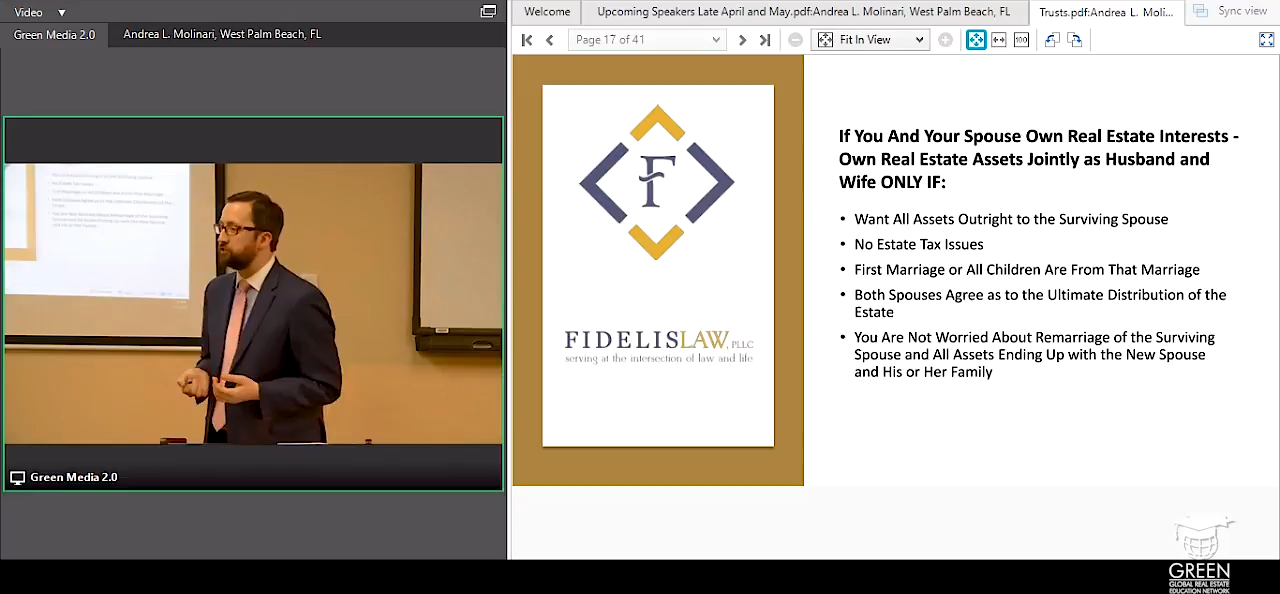 Video
Green Media 2.0
Andrea L. Molinari, West Palm Beach, FL
Green Media 2.0
Welcome
Upcoming Speakers Late April and May.pdf:Andrea L. Molinari, West Palm Beach, FL
Trusts.pdf:Andrea L. Moli...
Sync view
Page 17 of 41
Fit In View
100
F
FIDELISLAW, PLLC
serving at the intersection of law and life
If You And Your Spouse Own Real Estate Interests -
Own Real Estate Assets Jointly as Husband and
Wife ONLY IF:
• Want All Assets Outright to the Surviving Spouse
• No Estate Tax Issues
• First Marriage or All Children Are From That Marriage
• Both Spouses Agree as to the Ultimate Distribution of the
Estate
• You Are Not Worried About Remarriage of the Surviving
Spouse and All Assets Ending Up with the New Spouse
and His or Her Family
GREEN
GLOBAL REAL ESTATE
EDUCATION NETWORK